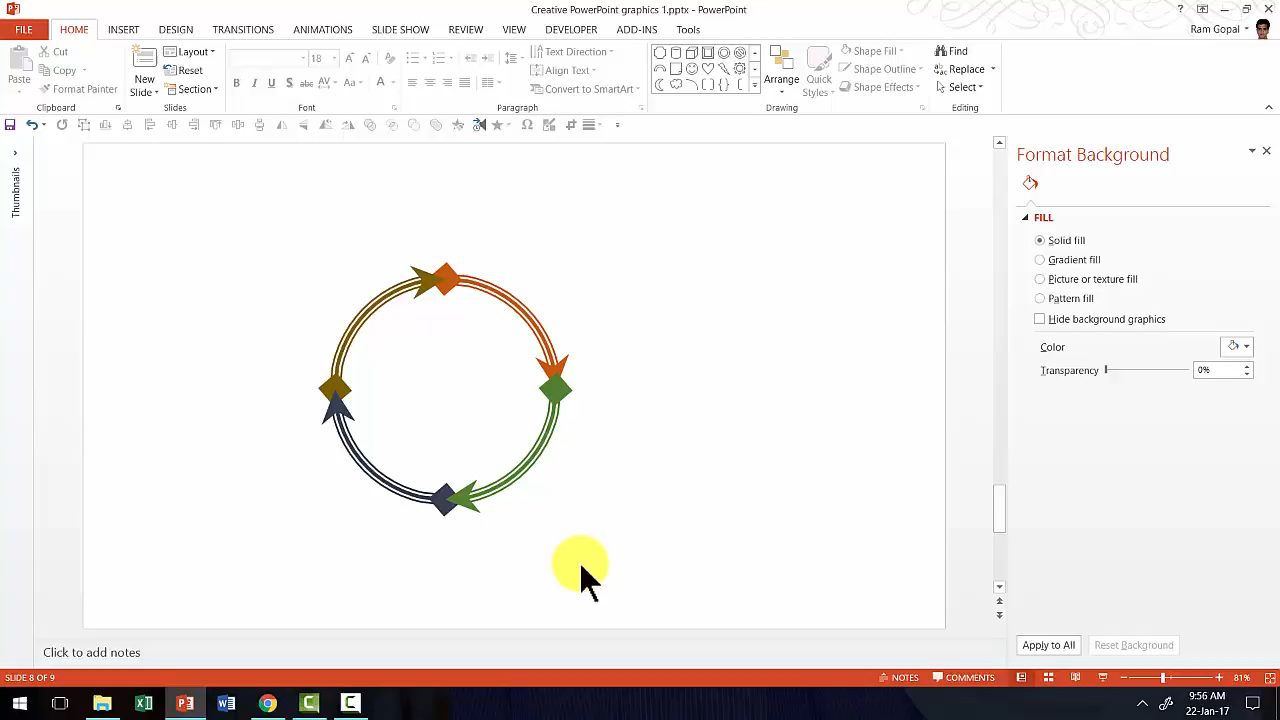 Creative PowerPoint graphics 1.pptx - PowerPoint
?
FILE HOME INSERT DESIGN TRANSITIONS ANIMATIONS SLIDE SHOW REVIEW VIEW DEVELOPER ADD-INS Tools Ram Gopal
Paste
Cut
Copy
Format Painter
Clipboard
New
Slide
Layout
Reset
Section
Slides
18
B I U S abc AV Aa A
Font
Text Direction
Align Text
Convert to SmartArt
Paragraph
Arrange
Quick
Styles
Shape Fill
Shape Outline
Shape Effects
Drawing
Find
Replace
Select
Editing
Thumbnails
Format Background
FILL
Solid fill
Gradient fill
Picture or texture fill
Pattern fill
Hide background graphics
Color
Transparency 0%
Apply to All Reset Background
Click to add notes
SLIDE 8 OF 9 NOTES COMMENTS 81%
9:56 AM
22-Jan-17